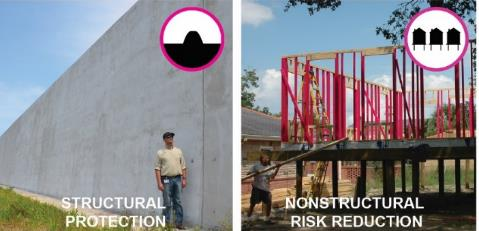 STRUCTURAL
PROTECTION
NONSTRUCTURAL
RISK REDUCTION